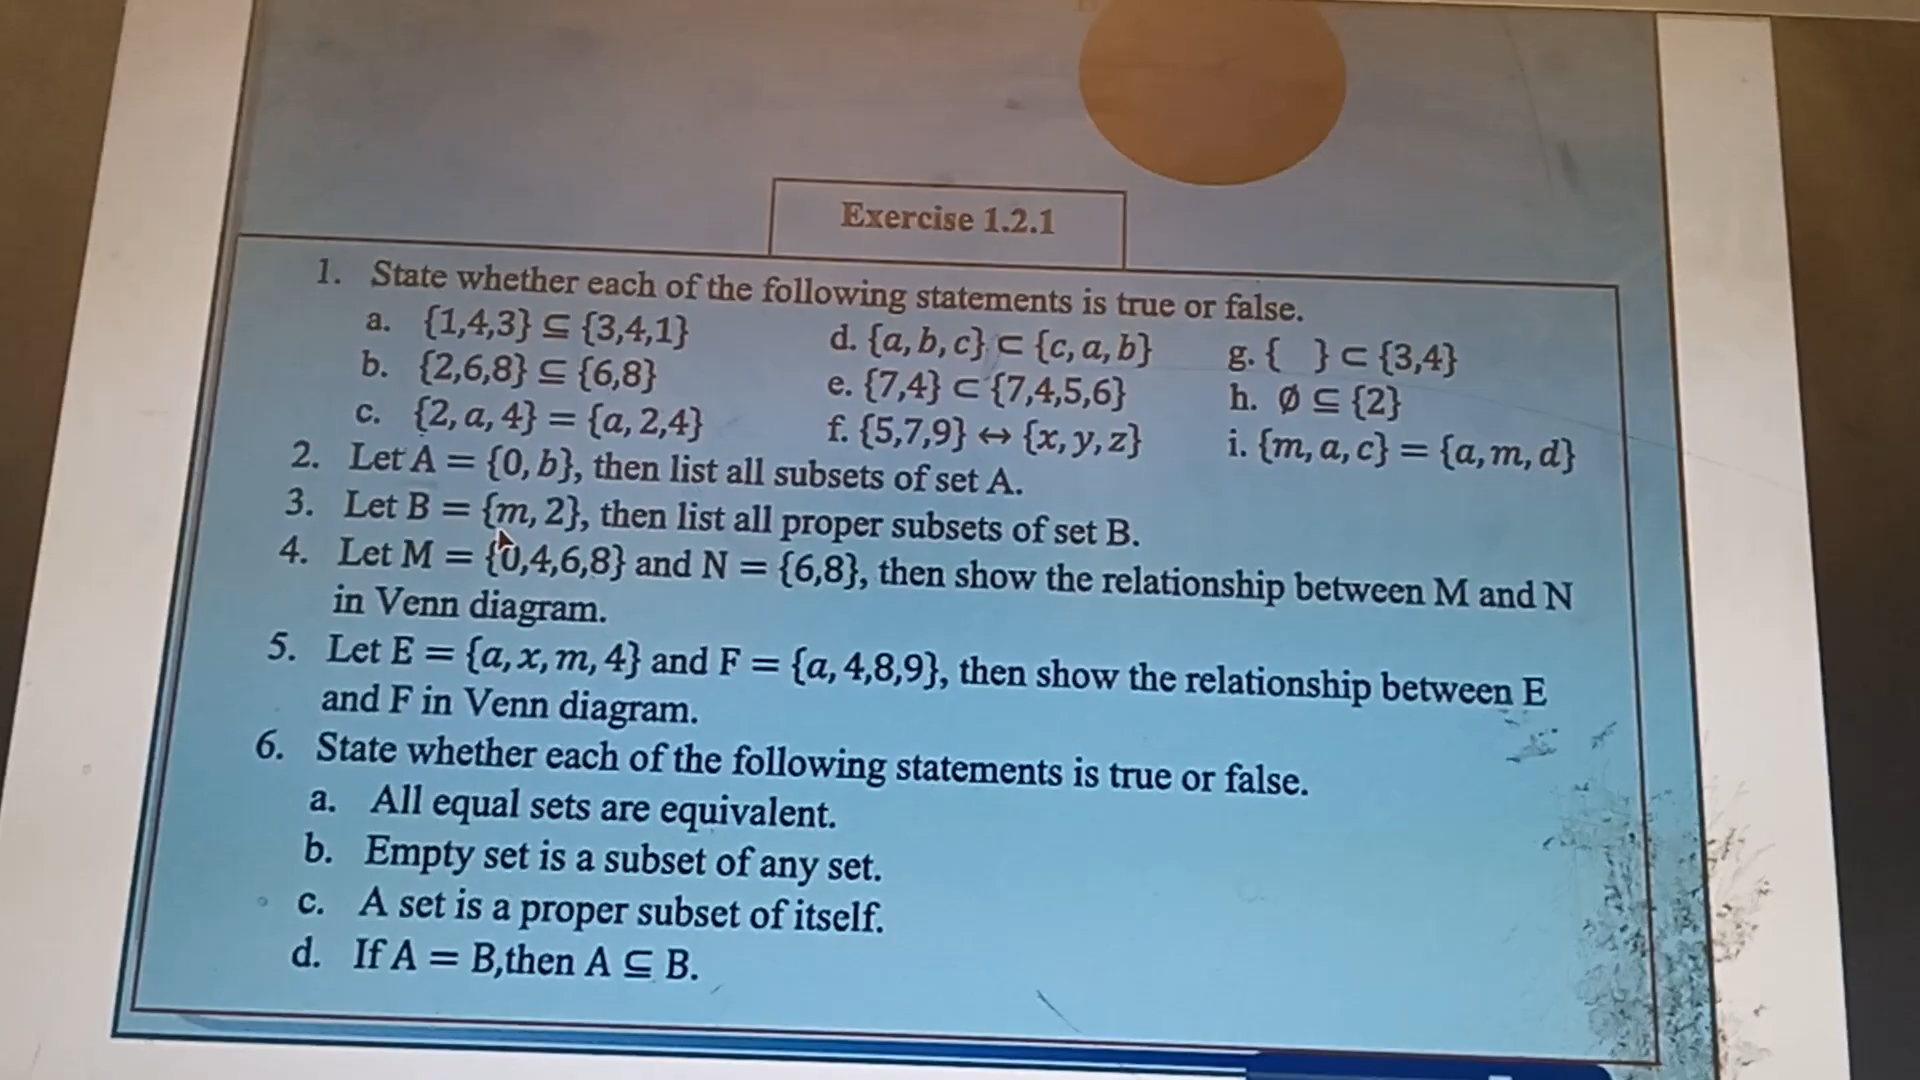 Exercise 1.2.1
1. State whether each of the following statements is true or false.
a. {1,4,3} ⊆ {3,4,1} d. {a, b, c} ⊂ {c, a, b} g. { } ⊂ {3,4}
b. {2,6,8} ⊆ {6,8} e. {7,4} ⊂ {7,4,5,6} h. ∅ ⊆ {2}
c. {2, a, 4} = {a, 2,4} f. {5,7,9} ↔ {x, y, z} i. {m, a, c} = {a, m, d}
2. Let A = {0, b}, then list all subsets of set A.
3. Let B = {m, 2}, then list all proper subsets of set B.
4. Let M = {0,4,6,8} and N = {6,8}, then show the relationship between M and N
in Venn diagram.
5. Let E = {a, x, m, 4} and F = {a, 4,8,9}, then show the relationship between E
and F in Venn diagram.
6. State whether each of the following statements is true or false.
a. All equal sets are equivalent.
b. Empty set is a subset of any set.
c. A set is a proper subset of itself.
d. If A = B,then A ⊆ B.